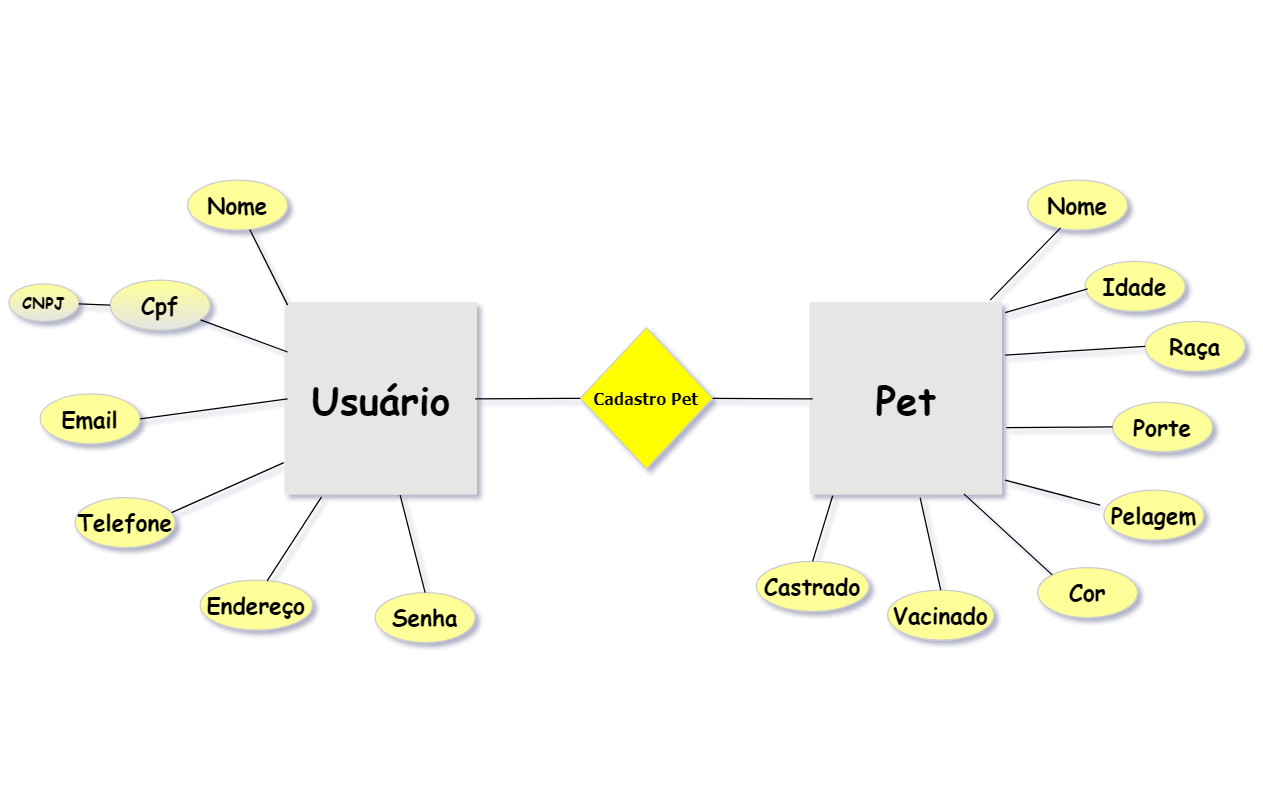 Nome
CNPJ
Cpf
Email
Telefone
Endereço
Senha
Usuário
Cadastro Pet
Pet
Nome
Idade
Raça
Porte
Pelagem
Cor
Vacinado
Castrado